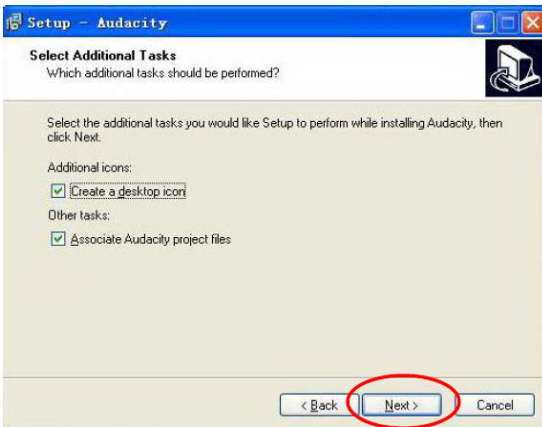 Setup - Audacity
Select Additional Tasks
Which additional tasks should be performed?
Select the additional tasks you would like Setup to perform while installing Audacity, then
click Next.
Additional icons:
Create a desktop icon
Other tasks:
Associate Audacity project files
< Back
Next >
Cancel